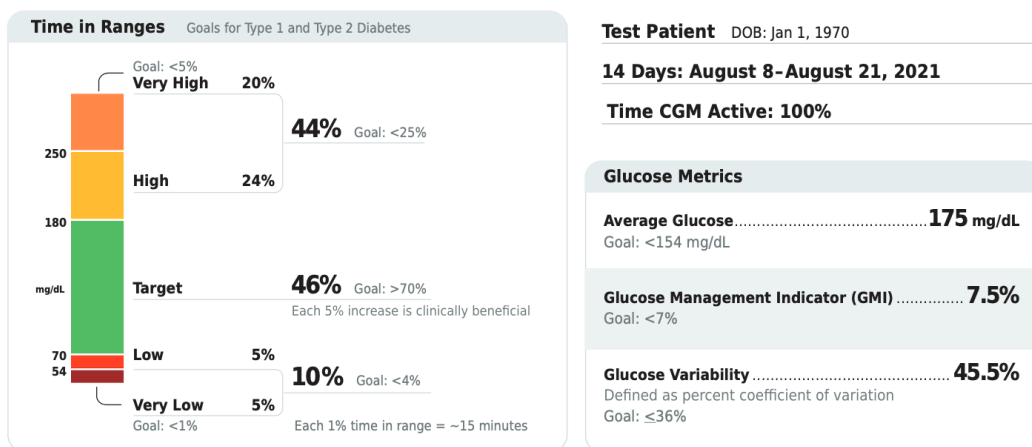 Time in Ranges Goals for Type 1 and Type 2 Diabetes
Goal: <5%
Very High 20%
44% Goal: <25%
250
High 24%
180
mg/dL
Target 46% Goal: >70%
Each 5% increase is clinically beneficial
70
Low 5%
54
10% Goal: <4%
Very Low 5%
Goal: <1%
Each 1% time in range = ~15 minutes
Test Patient DOB: Jan 1, 1970
14 Days: August 8–August 21, 2021
Time CGM Active: 100%
Glucose Metrics
Average Glucose.......................................175 mg/dL
Goal: <154 mg/dL
Glucose Management Indicator (GMI)..............7.5%
Goal: <7%
Glucose Variability........................................45.5%
Defined as percent coefficient of variation
Goal: ≤36%